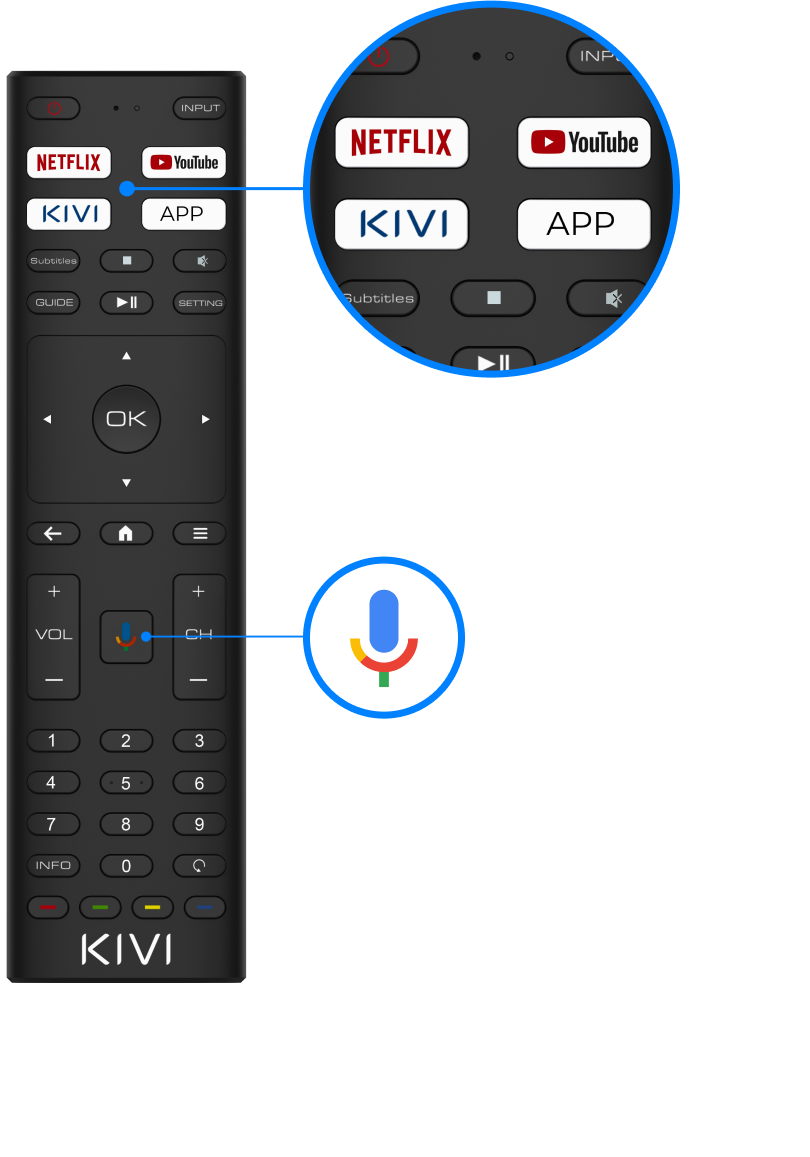 INPUT
NETFLIX YouTube
KIVI APP
Subtitles
GUIDE SETTING
OK
+ +
VOL CH
— —
1 2 3
4 5 6
7 8 9
INFO 0
KIVI
INPU
NETFLIX YouTube
KIVI APP
Subtitles